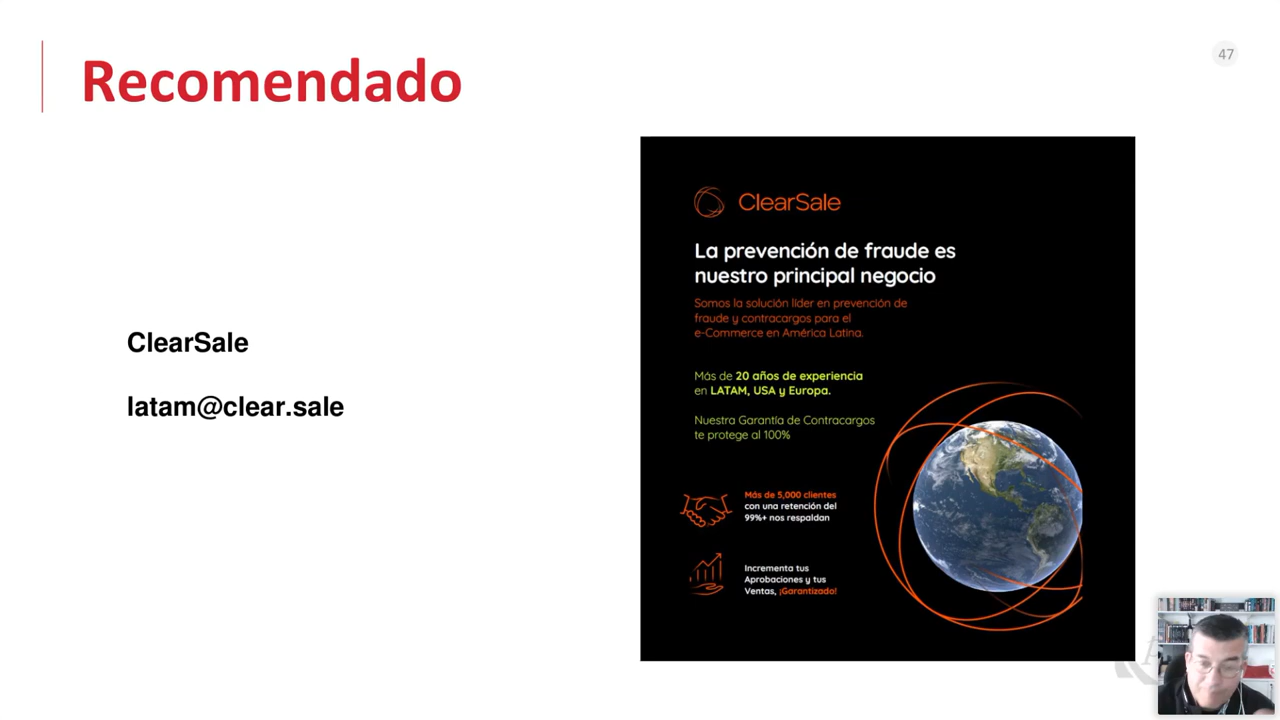 Recomendado
47
ClearSale
latam@clear.sale
ClearSale
La prevención de fraude es
nuestro principal negocio
Somos la solución líder en prevención de
fraude y contracargos para el
e-Commerce en América Latina.
Más de 20 años de experiencia
en LATAM, USA y Europa.
Nuestra Garantía de Contracargos
te protege al 100%
Más de 5,000 clientes
con una retención del
99%+ nos respaldan
Incrementa tus
Aprobaciones y tus
Ventas, ¡Garantizado!